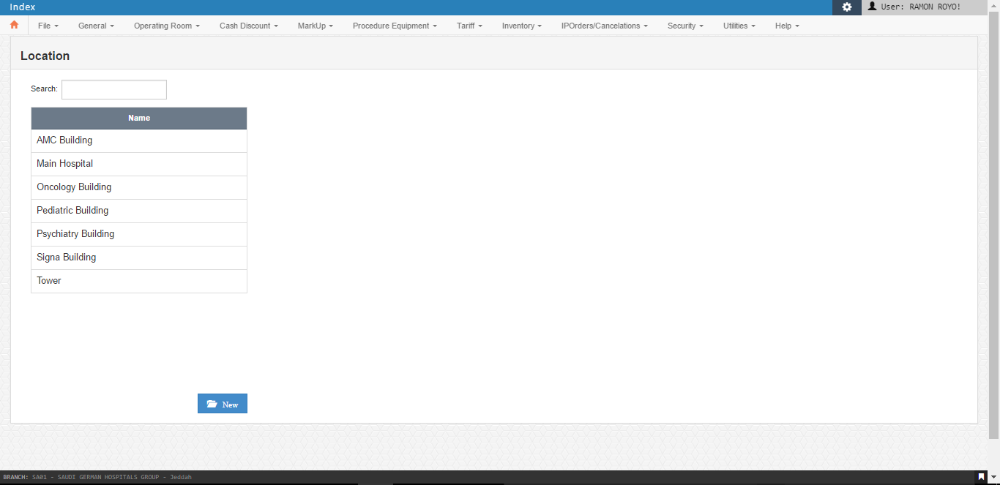 Index
User: RAMON ROYO!
File General Operating Room Cash Discount MarkUp Procedure Equipment Tariff Inventory IPOrders/Cancelations Security Utilities Help
Location
Search:
Name
AMC Building
Main Hospital
Oncology Building
Pediatric Building
Psychiatry Building
Signa Building
Tower
New
BRANCH: SA01 - SAUDI GERMAN HOSPITALS GROUP - Jeddah